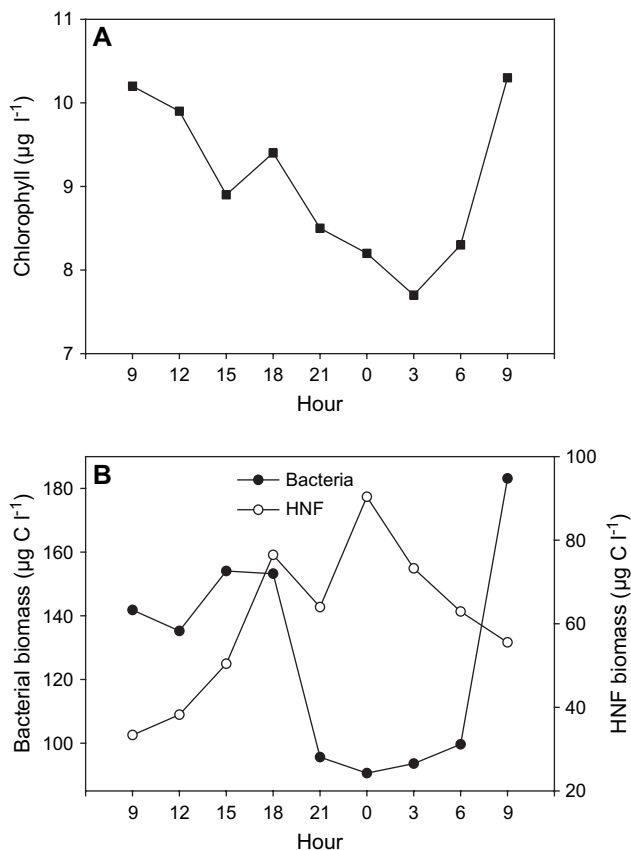 A
11
10
9
8
7
Chlorophyll (µg l-1)
9 12 15 18 21 0 3 6 9
Hour
B
Bacteria
HNF
180
160
140
120
100
Bacterial biomass (µg C l-1)
100
80
60
40
20
HNF biomass (µg C l-1)
9 12 15 18 21 0 3 6 9
Hour